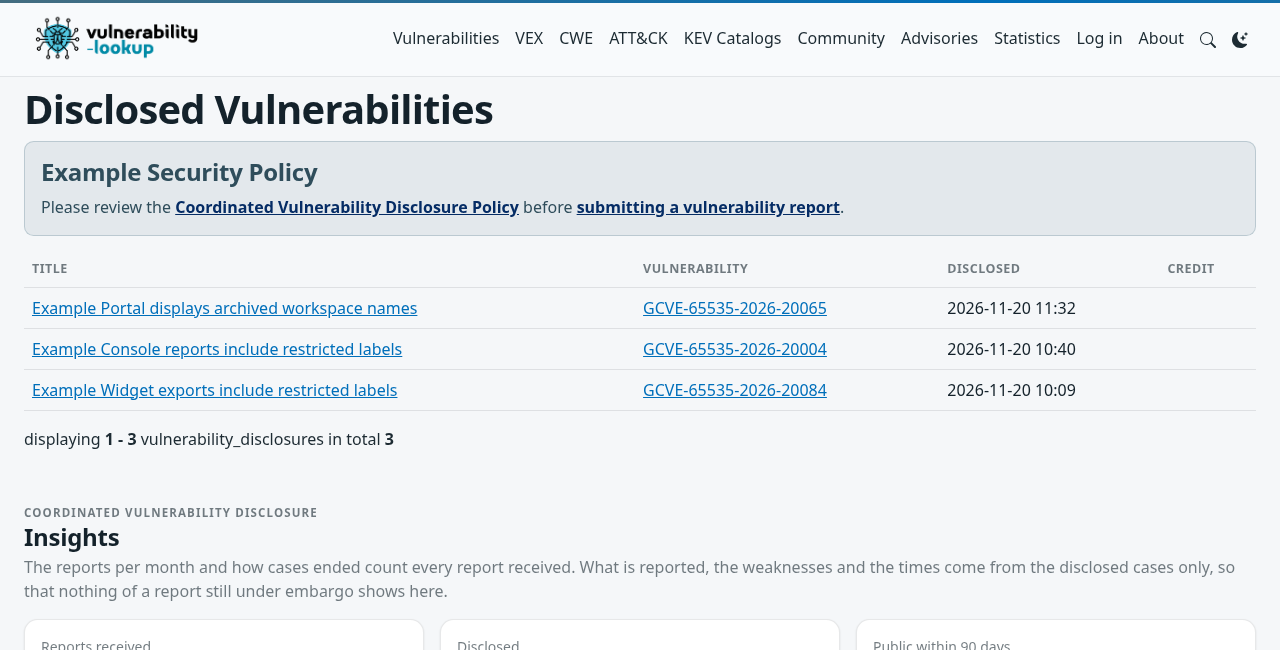 vulnerability
-lookup
Vulnerabilities VEX CWE ATT&CK KEV Catalogs Community Advisories Statistics Log in About
Disclosed Vulnerabilities
Example Security Policy
Please review the Coordinated Vulnerability Disclosure Policy before submitting a vulnerability report.
TITLE VULNERABILITY DISCLOSED CREDIT
Example Portal displays archived workspace names GCVE-65535-2026-20065 2026-11-20 11:32
Example Console reports include restricted labels GCVE-65535-2026-20004 2026-11-20 10:40
Example Widget exports include restricted labels GCVE-65535-2026-20084 2026-11-20 10:09
displaying 1 - 3 vulnerability_disclosures in total 3
COORDINATED VULNERABILITY DISCLOSURE
Insights
The reports per month and how cases ended count every report received. What is reported, the weaknesses and the times come from the disclosed cases only, so
that nothing of a report still under embargo shows here.
Reports received Disclosed Public within 90 days